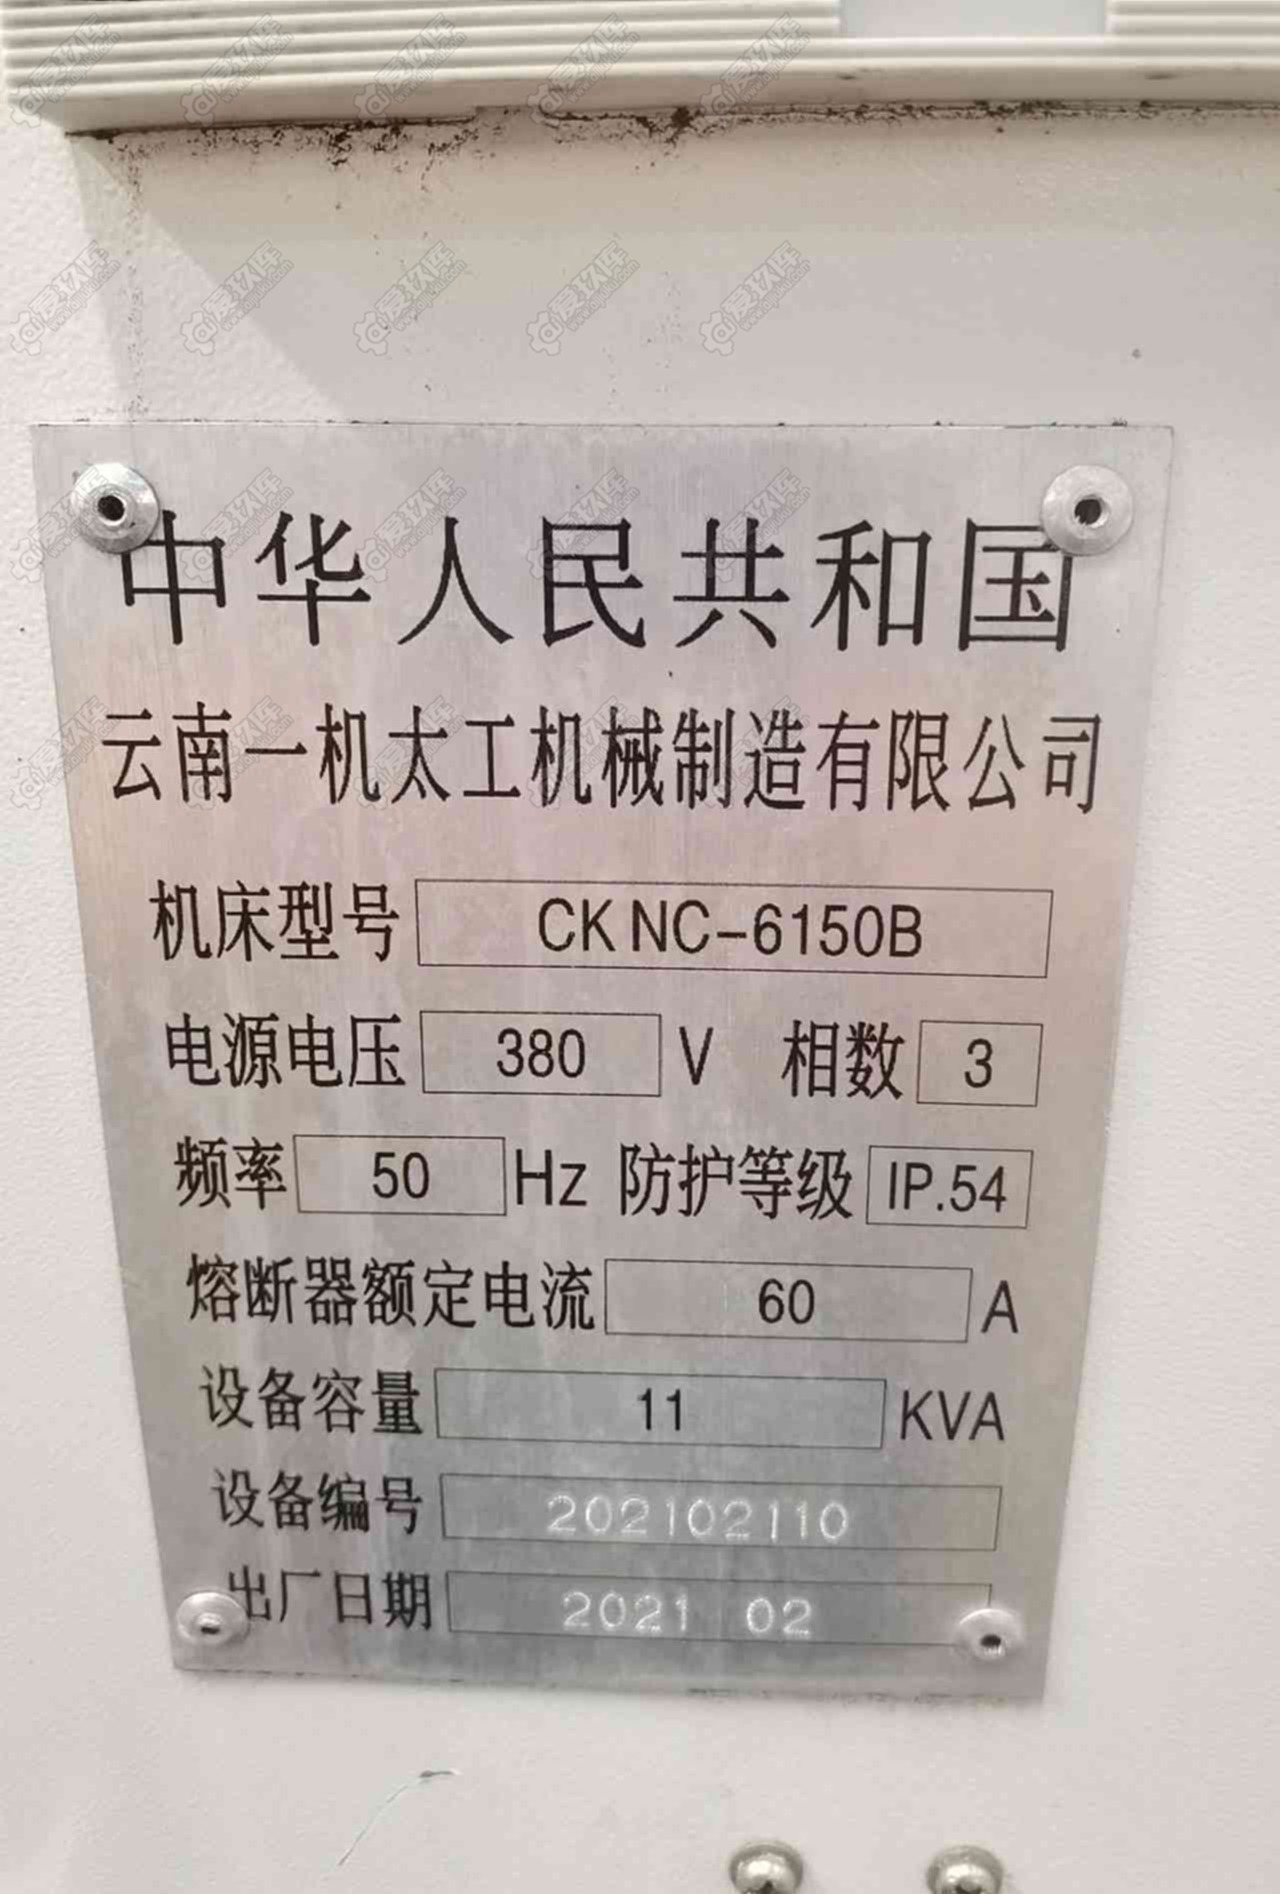 中华人民共和国
云南一机太工机械制造有限公司
机床型号 CK NC-6150B
电源电压 380 V 相数 3
频率 50 Hz 防护等级 IP.54
熔断器额定电流 60 A
设备容量 11 KVA
设备编号 202102110
出厂日期 2021 02